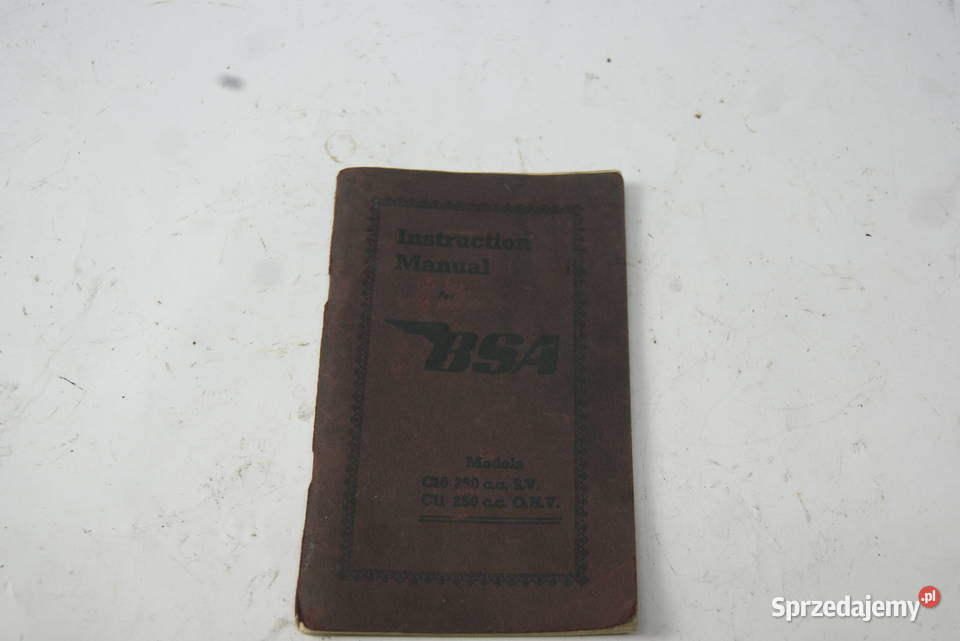 Instruction
Manual
for
BSA
Models
C10 250 c.c. S.V.
C11 250 c.c. O.H.V.
Sprzedajemy.pl